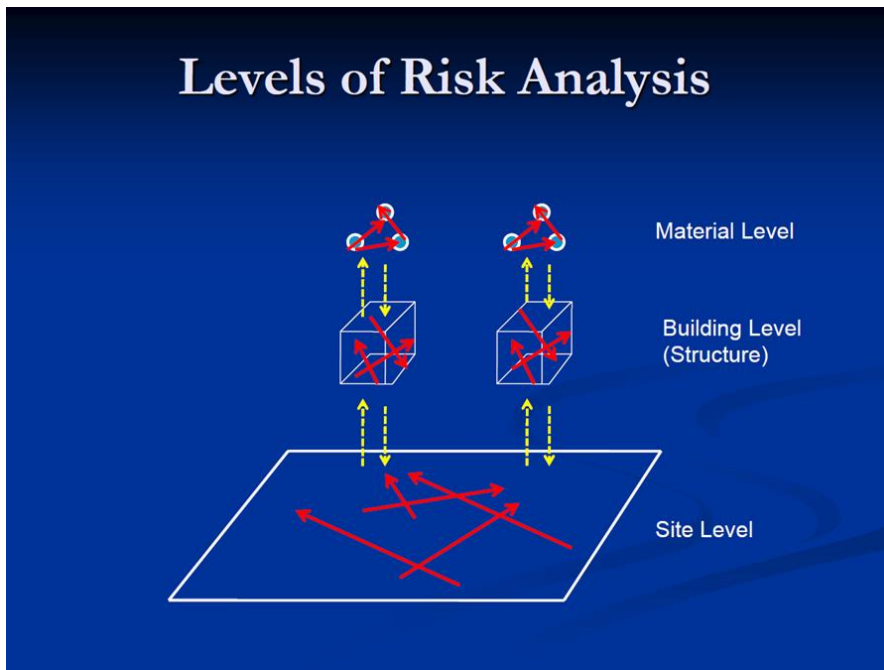 Levels of Risk Analysis
Material Level
Building Level
(Structure)
Site Level